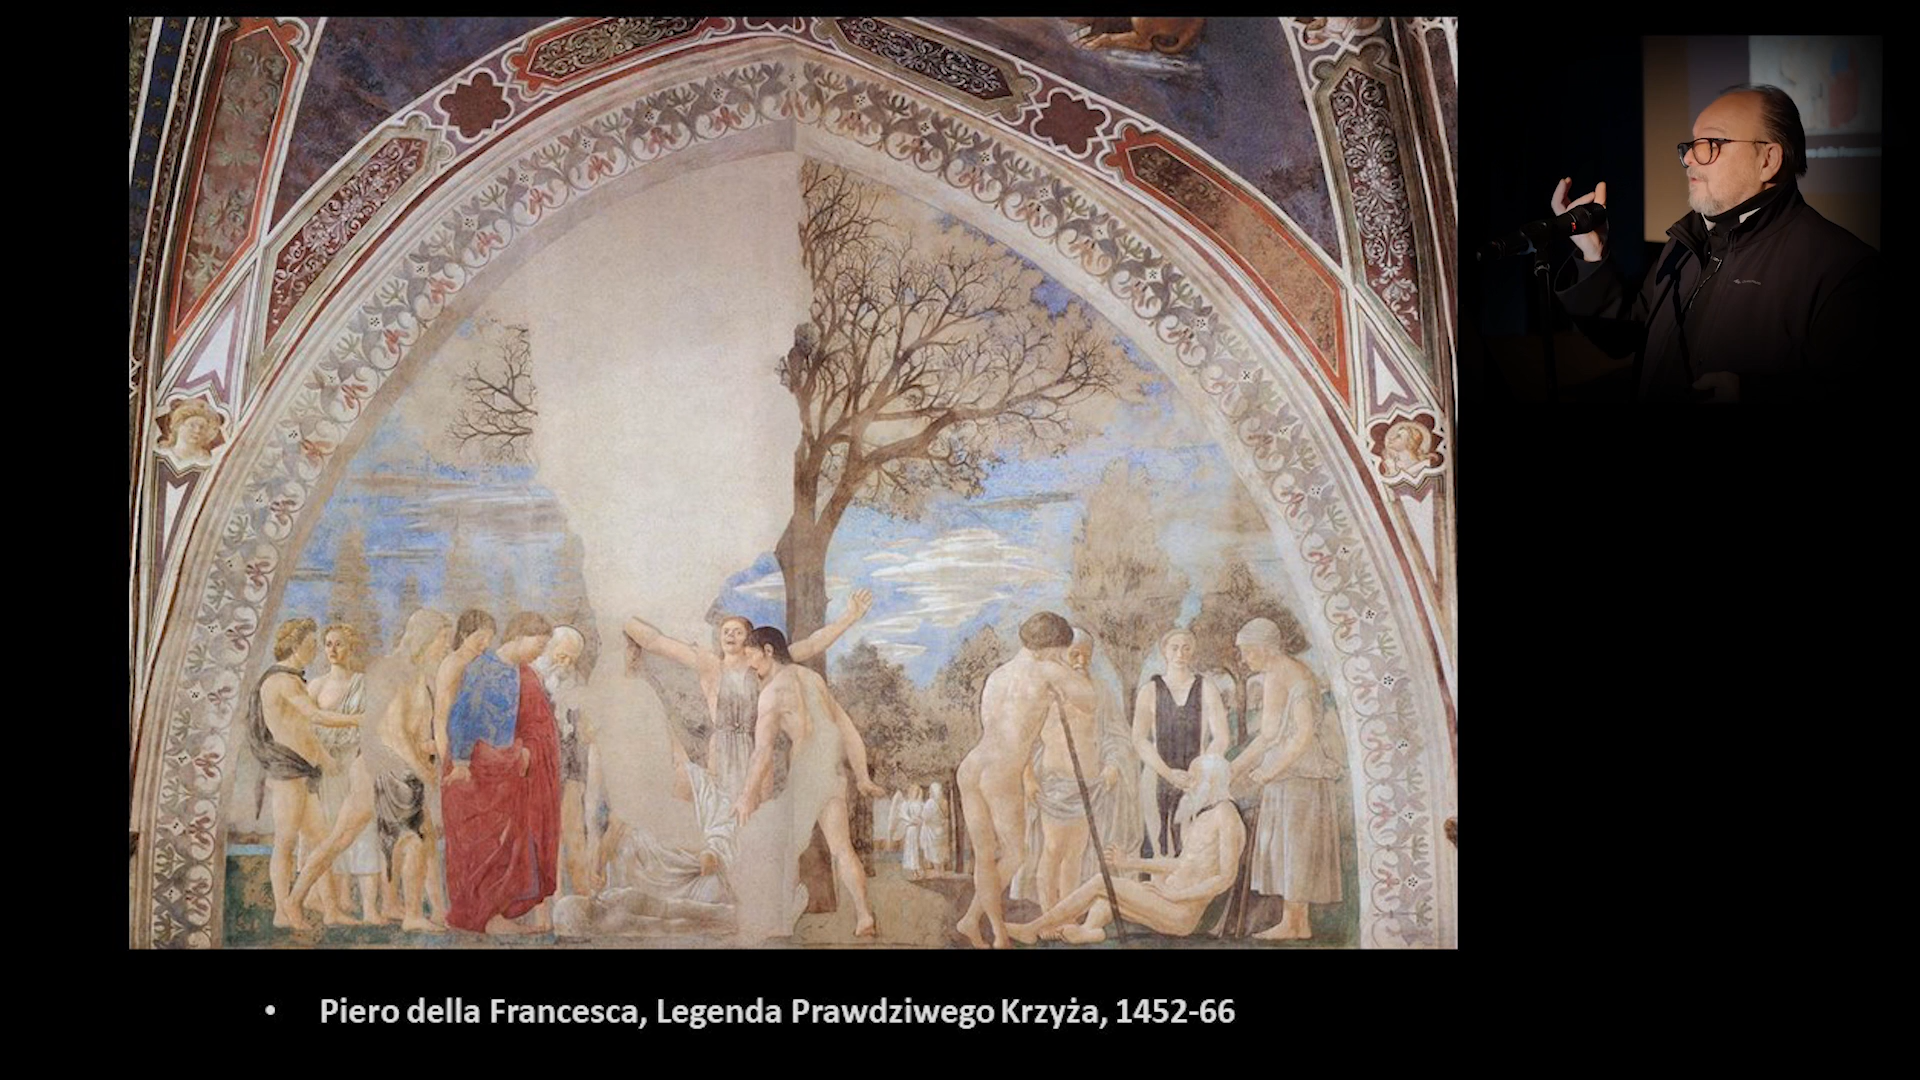 • Piero della Francesca, Legenda Prawdziwego Krzyża, 1452-66